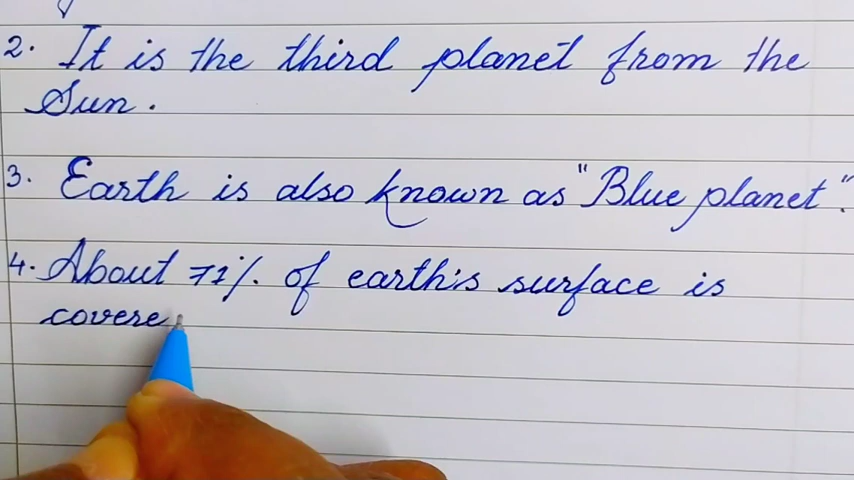 2. It is the third planet from the
Sun.
3. Earth is also known as "Blue planet".
4. About 71% of earth's surface is
covere